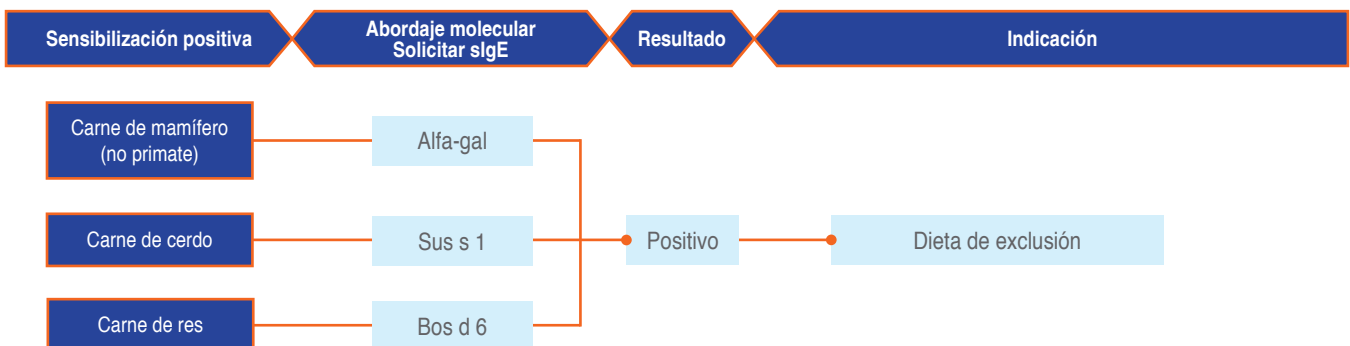 Sensibilización positiva
Abordaje molecular
Solicitar sIgE
Resultado
Indicación
Carne de mamífero
(no primate)
Alfa-gal
Carne de cerdo
Sus s 1
Positivo
Dieta de exclusión
Carne de res
Bos d 6